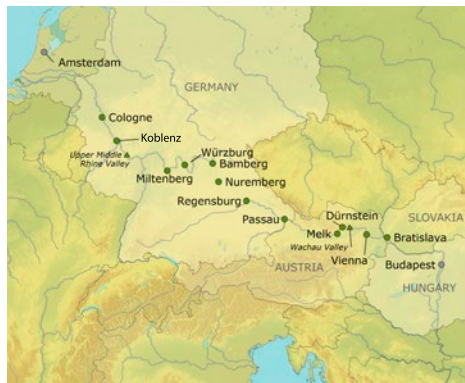 Amsterdam
GERMANY
Cologne
Koblenz
Upper Middle
Rhine Valley
Würzburg
Bamberg
Miltenberg
Nuremberg
Regensburg
Passau
Dürnstein
SLOVAKIA
Melk
Bratislava
Wachau Valley
Vienna
AUSTRIA
Budapest
HUNGARY